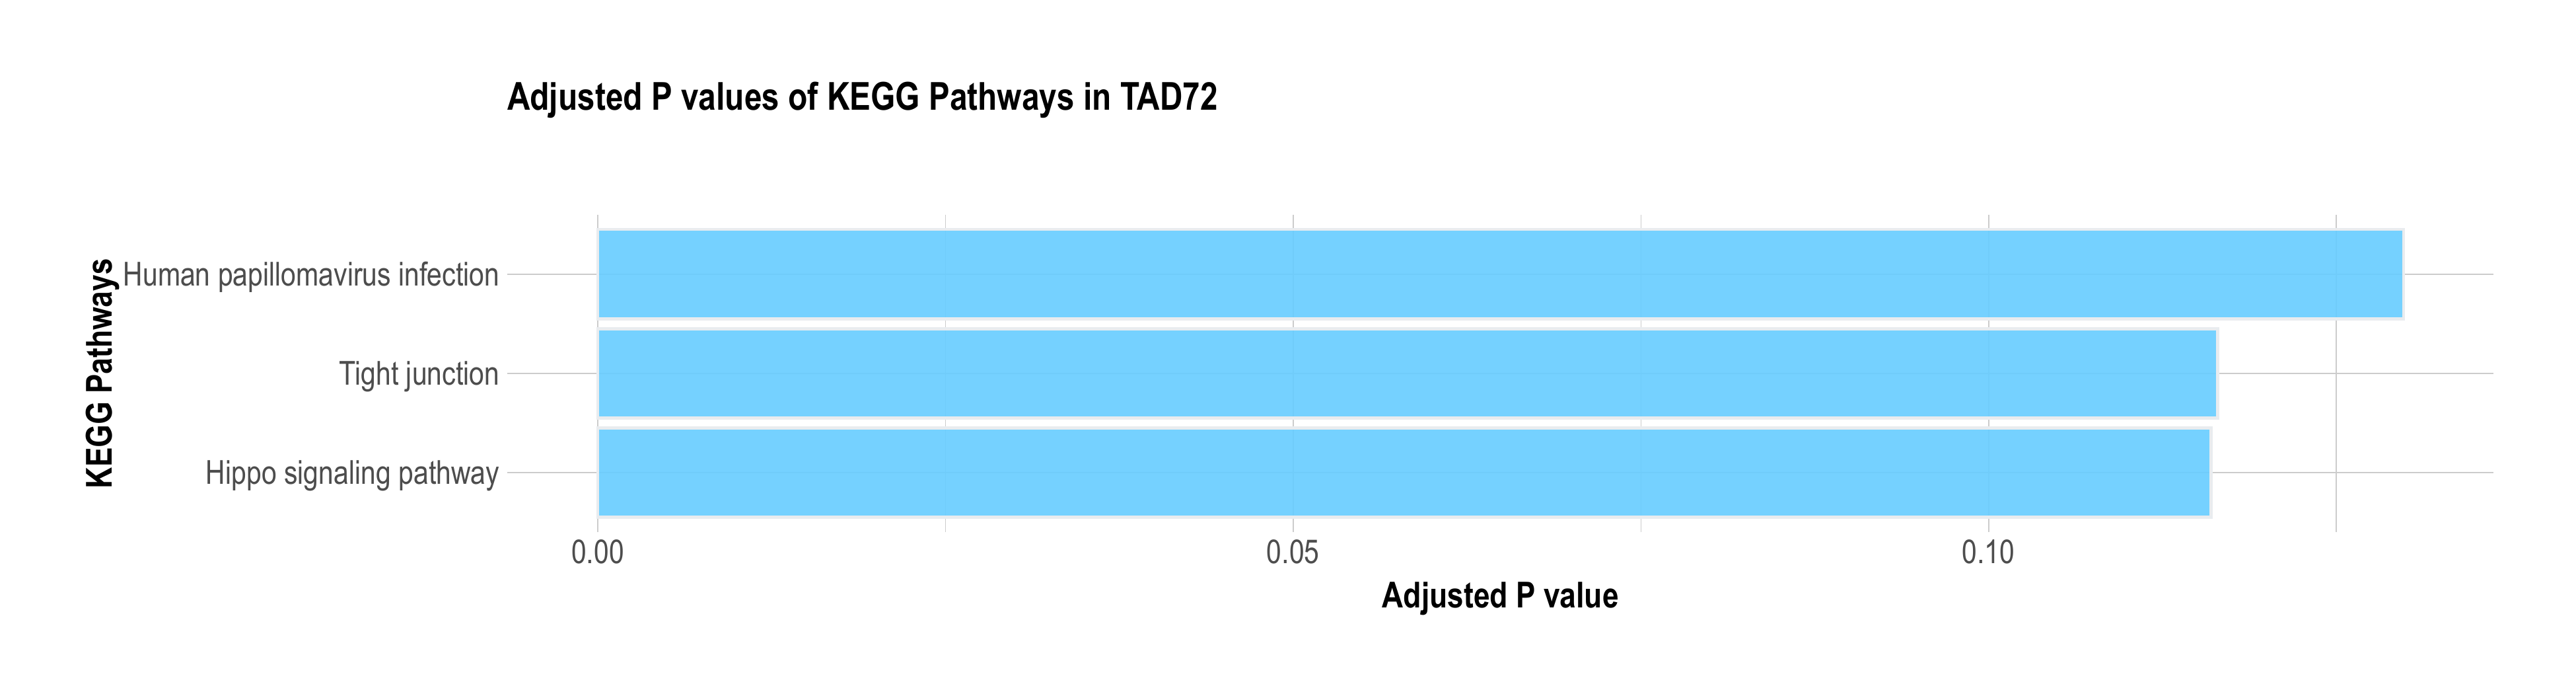 Adjusted P values of KEGG Pathways in TAD72
KEGG Pathways
Human papillomavirus infection
Tight junction
Hippo signaling pathway
0.00
0.05
0.10
Adjusted P value